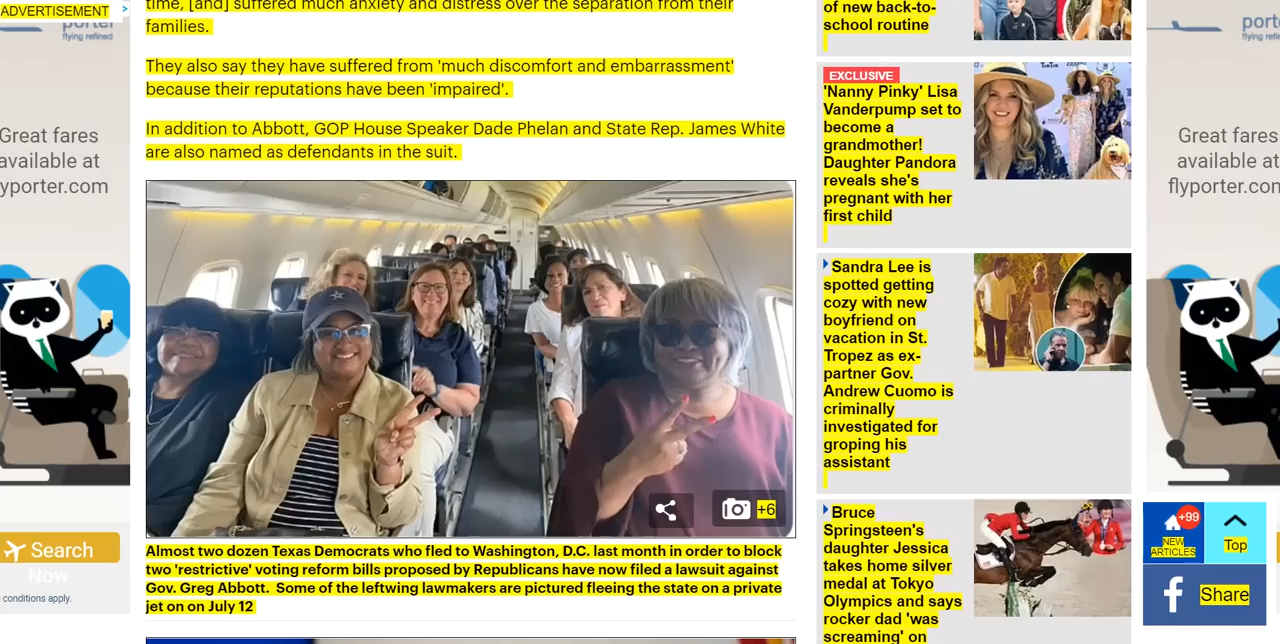 ADVERTISEMENT
porter
flying refined
Great fares
available at
yporter.com
Search
Now
conditions apply.
time, [and] suffered much anxiety and distress over the separation from their
families.
They also say they have suffered from 'much discomfort and embarrassment'
because their reputations have been 'impaired'.
In addition to Abbott, GOP House Speaker Dade Phelan and State Rep. James White
are also named as defendants in the suit.
+6
Almost two dozen Texas Democrats who fled to Washington, D.C. last month in order to block
two 'restrictive' voting reform bills proposed by Republicans have now filed a lawsuit against
Gov. Greg Abbott. Some of the leftwing lawmakers are pictured fleeing the state on a private
jet on on July 12
of new back-to-
school routine
EXCLUSIVE
'Nanny Pinky' Lisa
Vanderpump set to
become a
grandmother!
Daughter Pandora
reveals she's
pregnant with her
first child
Sandra Lee is
spotted getting
cozy with new
boyfriend on
vacation in St.
Tropez as ex-
partner Gov.
Andrew Cuomo is
criminally
investigated for
groping his
assistant
Bruce
Springsteen's
daughter Jessica
takes home silver
medal at Tokyo
Olympics and says
rocker dad 'was
screaming' on
porte
flying refin
Great fares
available at
flyporter.com
+99
NEW
ARTICLES
Top
Share